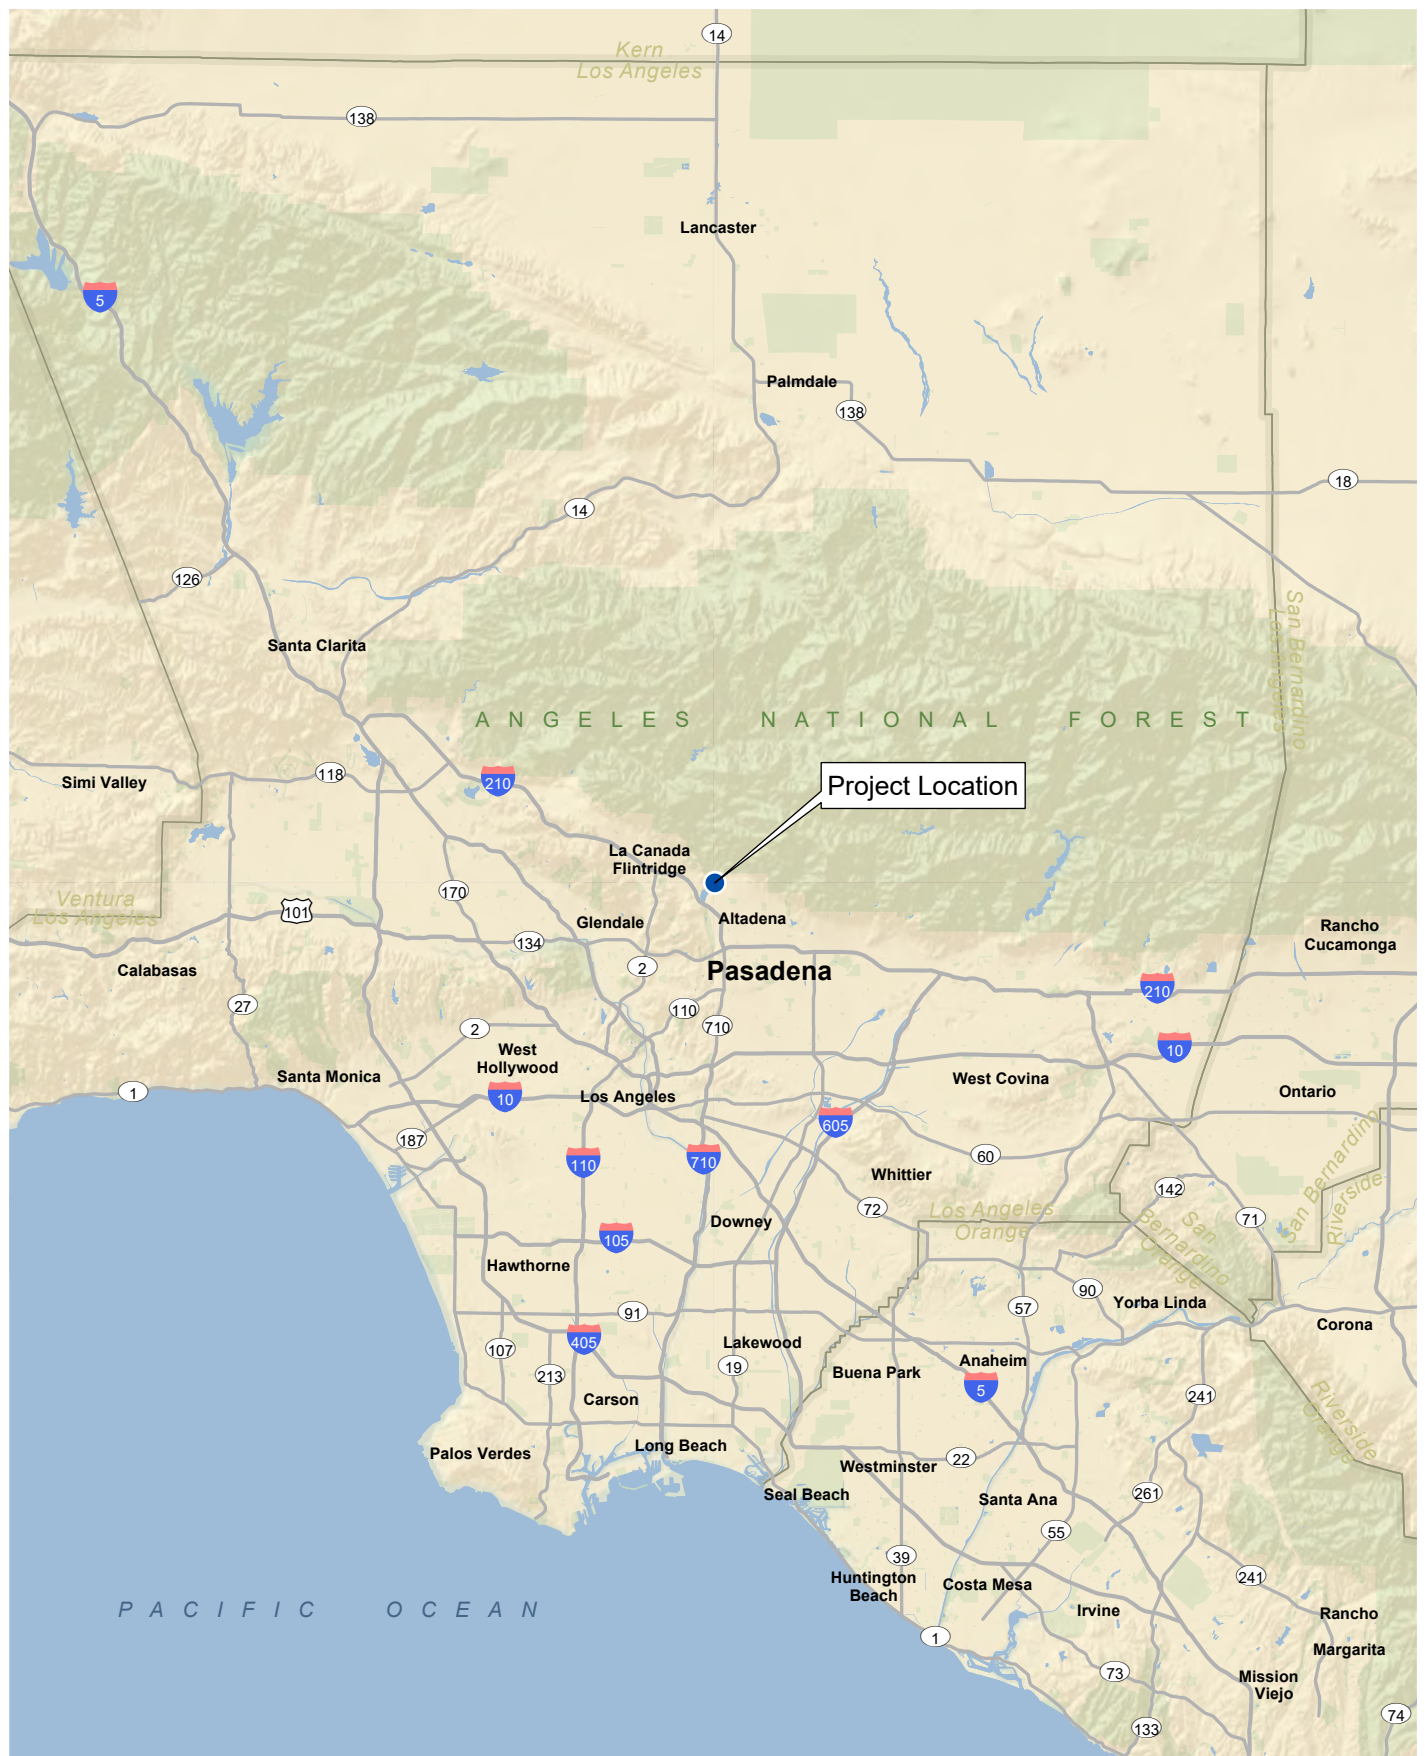 14
Kern
Los Angeles
138
Lancaster
5
Palmdale
138
18
14
126
San Bernardino
Los Angeles
Santa Clarita
ANGELES NATIONAL FOREST
118
Simi Valley
210
Project Location
La Canada
Flintridge
170
Ventura
Los Angeles
101
Glendale
Altadena
Rancho
Cucamonga
134
Calabasas
2
Pasadena
210
27
110
710
2
West
Hollywood
10
Santa Monica
West Covina
1
10
Los Angeles
Ontario
605
187
San Bernardino
Riverside
110
710
60
Whittier
142
72
Los Angeles
Orange
San
Bernardino
Orange
71
Downey
105
Hawthorne
90
Yorba Linda
57
91
Corona
405
Lakewood
107
19
Anaheim
213
Buena Park
5
Carson
241
Riverside
Orange
Long Beach
Palos Verdes
22
Westminster
Seal Beach
Santa Ana
261
55
39
Huntington
Beach
Costa Mesa
241
PACIFIC OCEAN
Irvine
Rancho
Margarita
1
73
Mission
Viejo
133
74